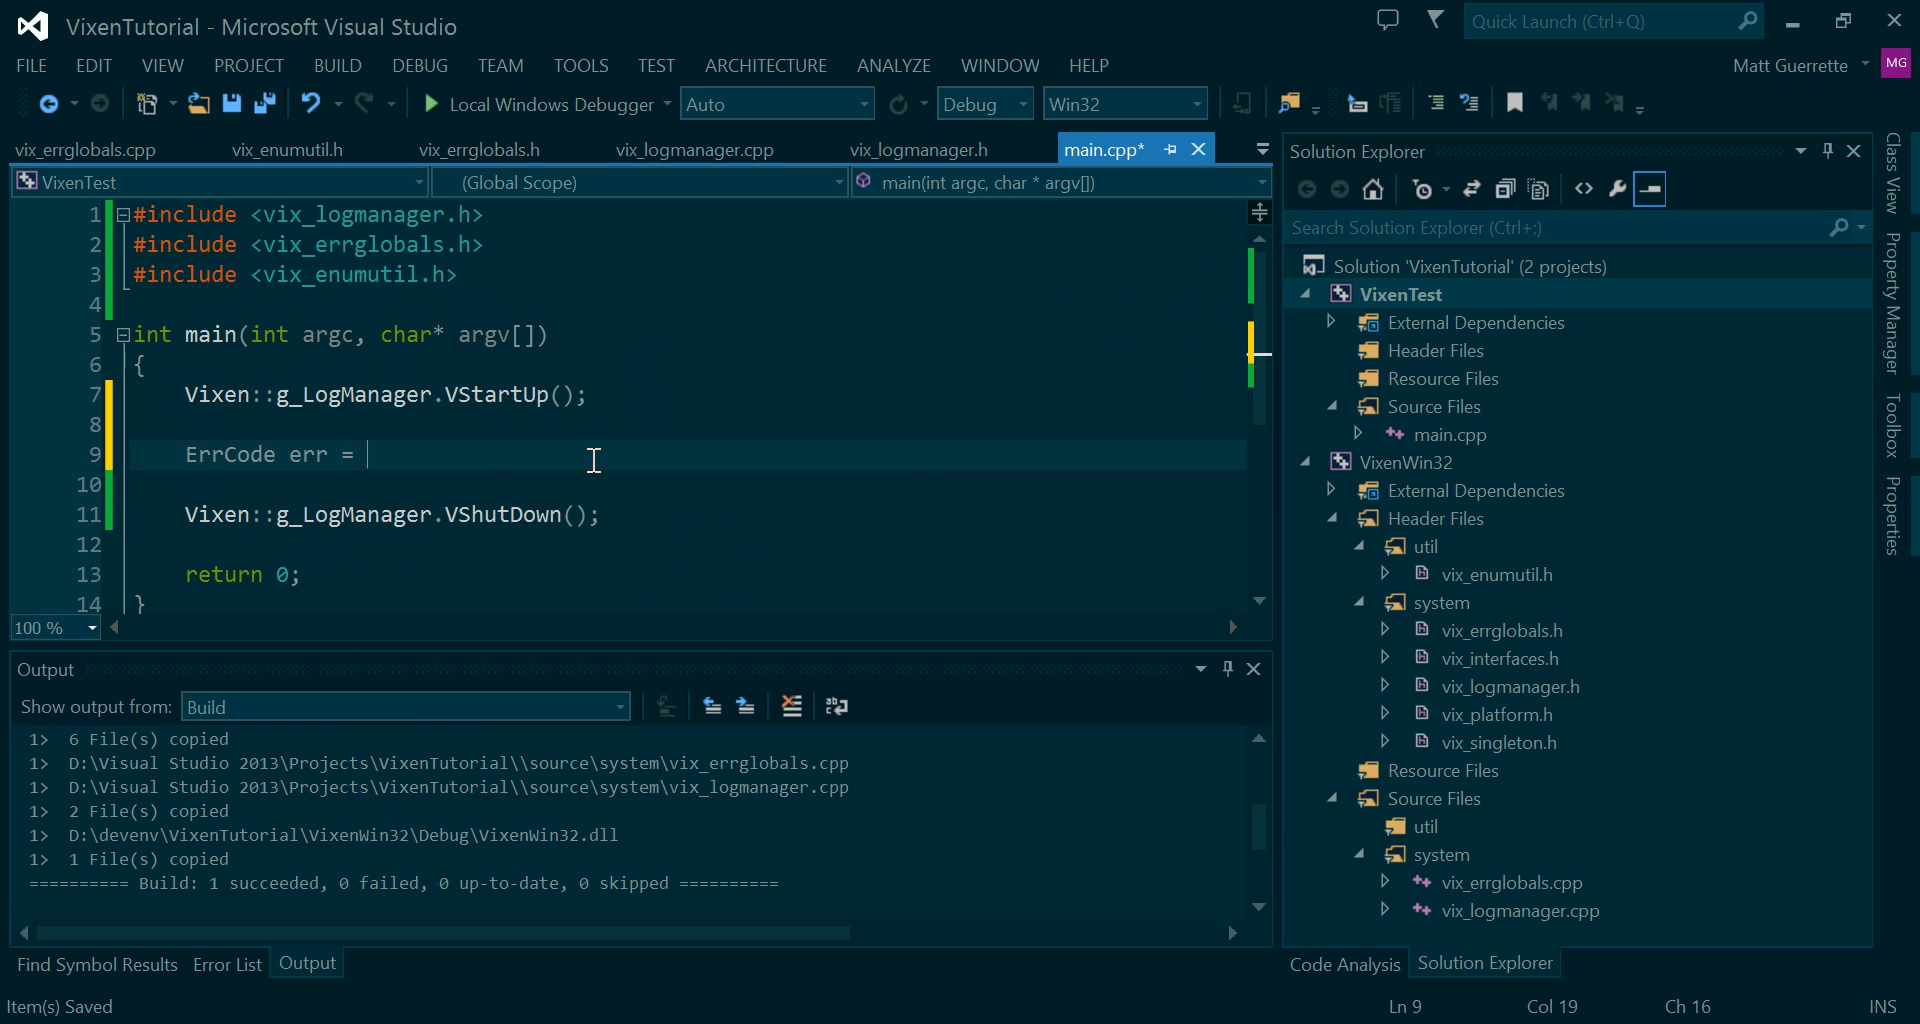 VixenTutorial - Microsoft Visual Studio
Quick Launch (Ctrl+Q)
FILE EDIT VIEW PROJECT BUILD DEBUG TEAM TOOLS TEST ARCHITECTURE ANALYZE WINDOW HELP
Matt Guerrette MG
Local Windows Debugger Auto Debug Win32
vix_errglobals.cpp vix_enumutil.h vix_errglobals.h vix_logmanager.cpp vix_logmanager.h main.cpp*
VixenTest (Global Scope) main(int argc, char * argv[])
1 #include <vix_logmanager.h>
2 #include <vix_errglobals.h>
3 #include <vix_enumutil.h>
4
5 int main(int argc, char* argv[])
6 {
7 Vixen::g_LogManager.VStartUp();
8
9 ErrCode err =
10
11 Vixen::g_LogManager.VShutDown();
12
13 return 0;
14 }
100 %
Output
Show output from: Build
1> 6 File(s) copied
1> D:\Visual Studio 2013\Projects\VixenTutorial\\source\system\vix_errglobals.cpp
1> D:\Visual Studio 2013\Projects\VixenTutorial\\source\system\vix_logmanager.cpp
1> 2 File(s) copied
1> D:\devenv\VixenTutorial\VixenWin32\Debug\VixenWin32.dll
1> 1 File(s) copied
========== Build: 1 succeeded, 0 failed, 0 up-to-date, 0 skipped ==========
Find Symbol Results Error List Output
Solution Explorer
Search Solution Explorer (Ctrl+;)
Solution 'VixenTutorial' (2 projects)
VixenTest
External Dependencies
Header Files
Resource Files
Source Files
main.cpp
VixenWin32
External Dependencies
Header Files
util
vix_enumutil.h
system
vix_errglobals.h
vix_interfaces.h
vix_logmanager.h
vix_platform.h
vix_singleton.h
Resource Files
Source Files
util
system
vix_errglobals.cpp
vix_logmanager.cpp
Code Analysis Solution Explorer
Class View
Property Manager
Toolbox
Properties
Item(s) Saved
Ln 9 Col 19 Ch 16 INS